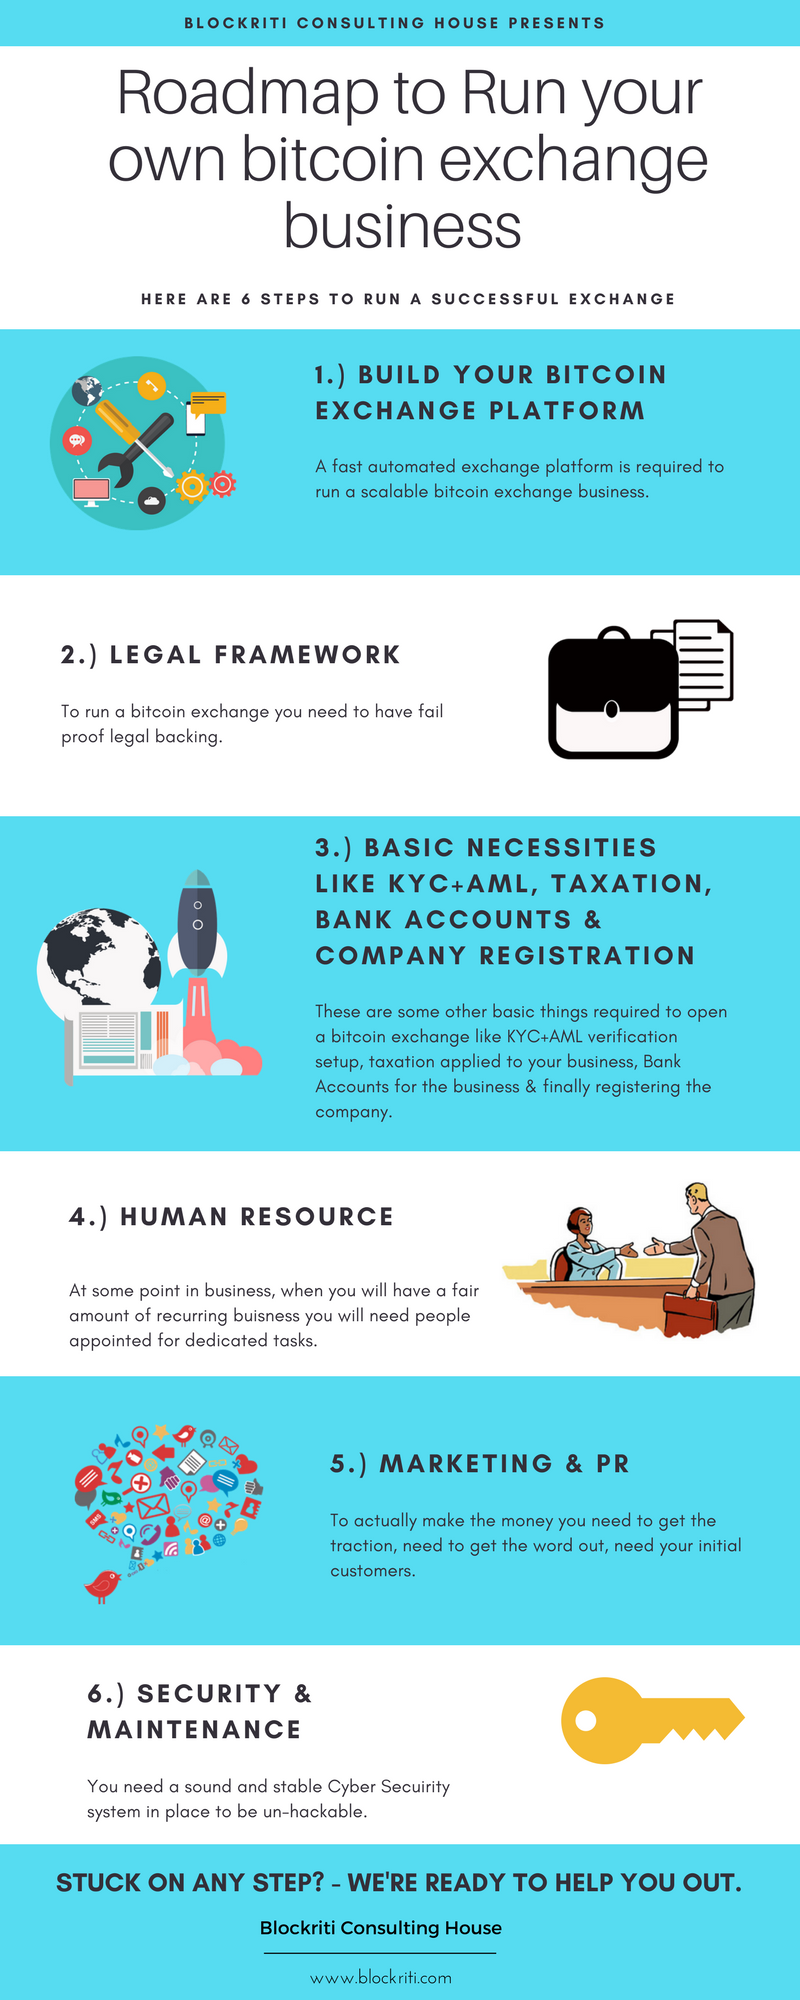 BLOCKRITI CONSULTING HOUSE PRESENTS
Roadmap to Run your
own bitcoin exchange
business
HERE ARE 6 STEPS TO RUN A SUCCESSFUL EXCHANGE
1.) BUILD YOUR BITCOIN
EXCHANGE PLATFORM
A fast automated exchange platform is required to
run a scalable bitcoin exchange business.
2.) LEGAL FRAMEWORK
To run a bitcoin exchange you need to have fail
proof legal backing.
3.) BASIC NECESSITIES
LIKE KYC+AML, TAXATION,
BANK ACCOUNTS &
COMPANY REGISTRATION
These are some other basic things required to open
a bitcoin exchange like KYC+AML verification
setup, taxation applied to your business, Bank
Accounts for the business & finally registering the
company.
4.) HUMAN RESOURCE
At some point in business, when you will have a fair
amount of recurring buisness you will need people
appointed for dedicated tasks.
5.) MARKETING & PR
To actually make the money you need to get the
traction, need to get the word out, need your initial
customers.
SMS
6.) SECURITY &
MAINTENANCE
You need a sound and stable Cyber Secuirity
system in place to be un-hackable.
STUCK ON ANY STEP? - WE'RE READY TO HELP YOU OUT.
Blockriti Consulting House
www.blockriti.com